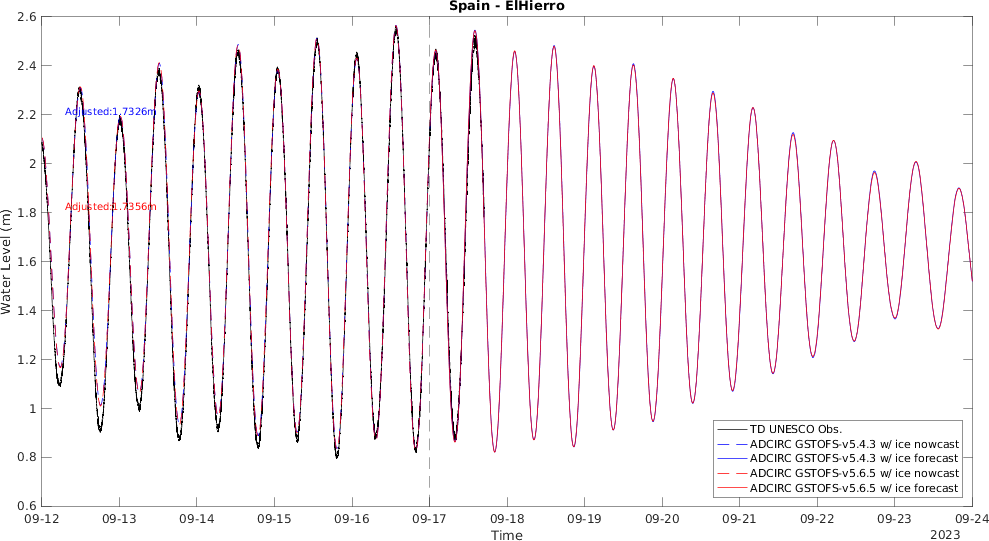 Spain - ElHierro
2.6
2.4
2.2
2
1.8
1.6
1.4
1.2
1
0.8
0.6
Water Level (m)
Adjusted:1.7326m
Adjusted:1.7356m
TD UNESCO Obs.
ADCIRC GSTOFS-v5.4.3 w/ ice nowcast
ADCIRC GSTOFS-v5.4.3 w/ ice forecast
ADCIRC GSTOFS-v5.6.5 w/ ice nowcast
ADCIRC GSTOFS-v5.6.5 w/ ice forecast
09-12 09-13 09-14 09-15 09-16 09-17 09-18 09-19 09-20 09-21 09-22 09-23 09-24
Time
2023